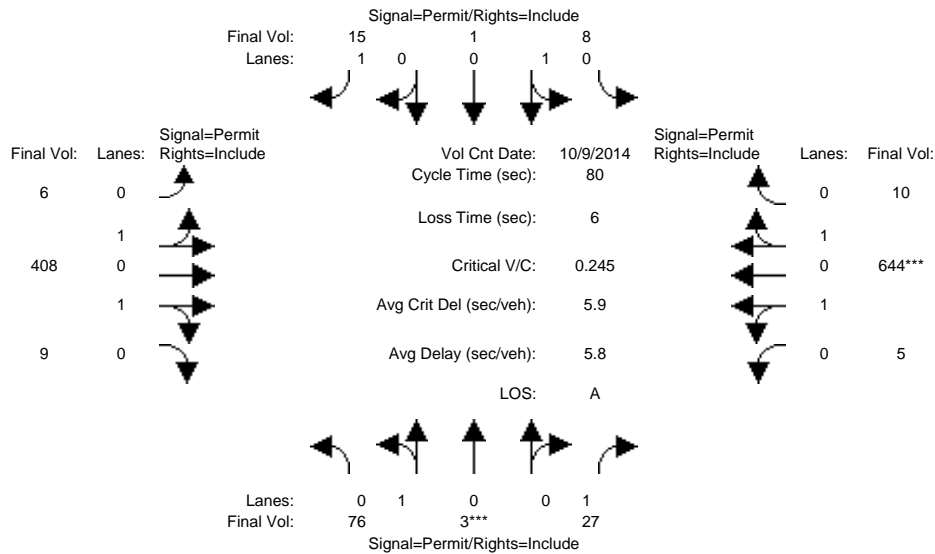 Signal=Permit/Rights=Include
Final Vol: 15 1 8
Lanes: 1 0 0 1 0
Signal=Permit Signal=Permit
Final Vol: Lanes: Rights=Include Vol Cnt Date: 10/9/2014 Rights=Include Lanes: Final Vol:
Cycle Time (sec): 80
6 0 0 10
Loss Time (sec): 6
1 1
408 0 Critical V/C: 0.245 0 644***
1 Avg Crit Del (sec/veh): 5.9 1
9 0 Avg Delay (sec/veh): 5.8 0 5
LOS: A
Lanes: 0 1 0 0 1
Final Vol: 76 3*** 27
Signal=Permit/Rights=Include